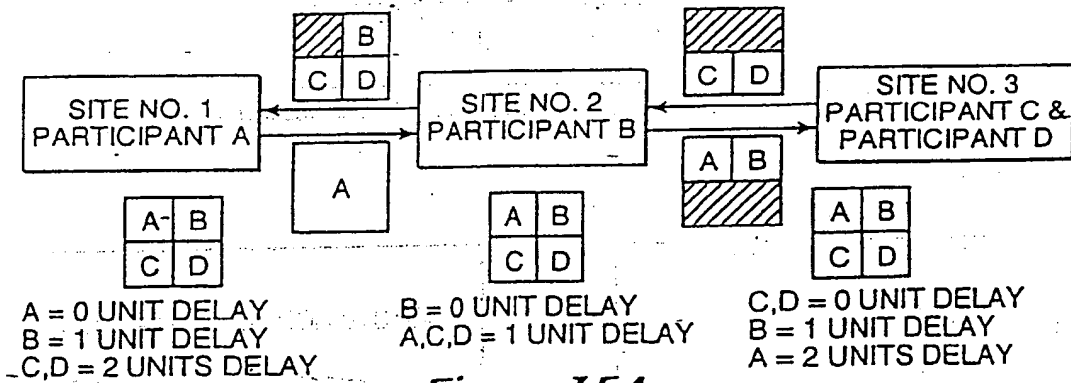 B
C D
C D
SITE NO. 1
PARTICIPANT A
SITE NO. 2
PARTICIPANT B
SITE NO. 3
PARTICIPANT C &
PARTICIPANT D
A
A B
A B
C D
A B
C D
A B
C D
A = 0 UNIT DELAY
B = 1 UNIT DELAY
C,D = 2 UNITS DELAY
B = 0 UNIT DELAY
A,C,D = 1 UNIT DELAY
C,D = 0 UNIT DELAY
B = 1 UNIT DELAY
A = 2 UNITS DELAY